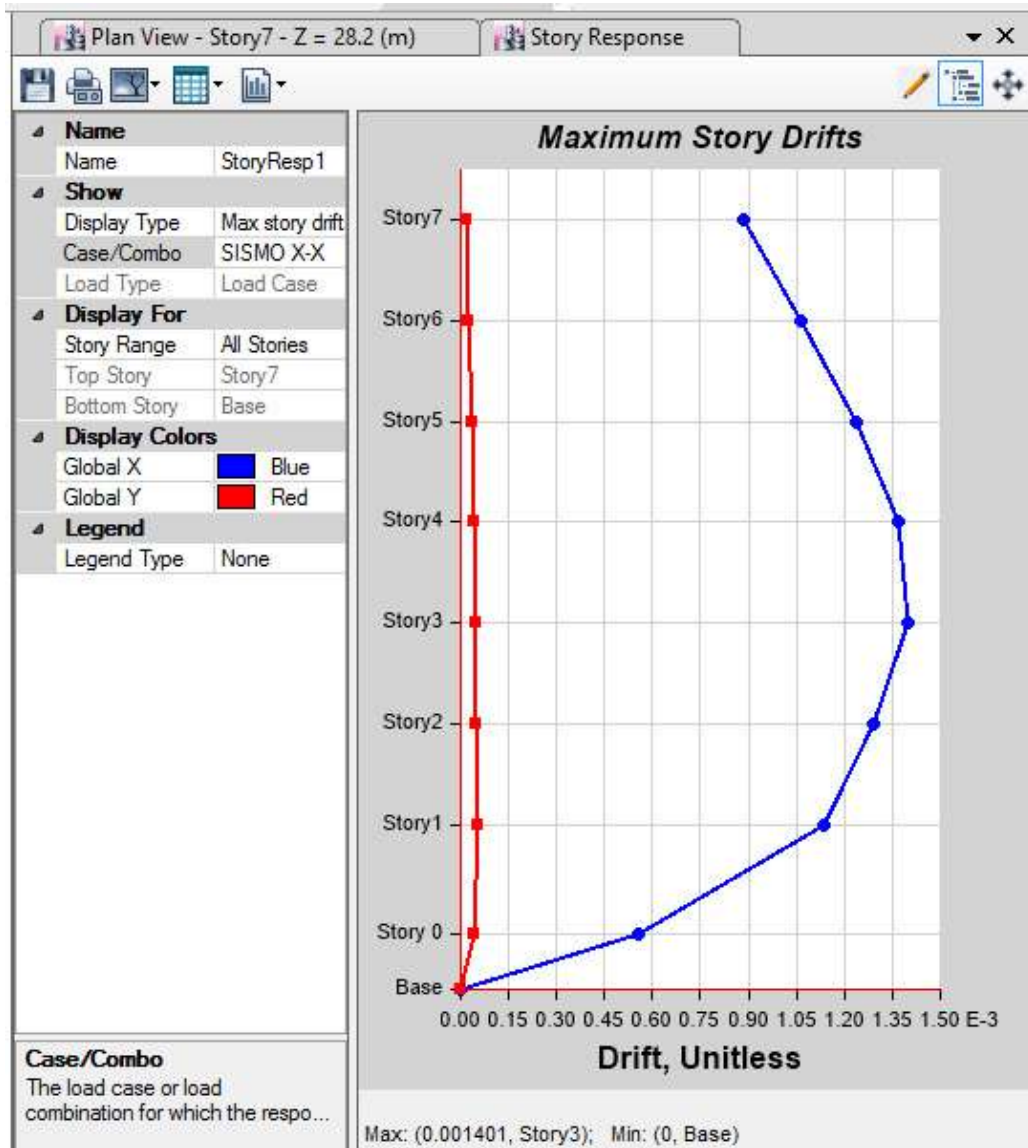 Plan View - Story7 - Z = 28.2 (m)
Story Response
Name
Name StoryResp1
Show
Display Type Max story drift
Case/Combo SISMO X-X
Load Type Load Case
Display For
Story Range All Stories
Top Story Story7
Bottom Story Base
Display Colors
Global X Blue
Global Y Red
Legend
Legend Type None
Case/Combo
The load case or load
combination for which the respo...
Maximum Story Drifts
Story7
Story6
Story5
Story4
Story3
Story2
Story1
Story 0
Base
0.00 0.15 0.30 0.45 0.60 0.75 0.90 1.05 1.20 1.35 1.50 E-3
Drift, Unitless
Max: (0.001401, Story3); Min: (0, Base)